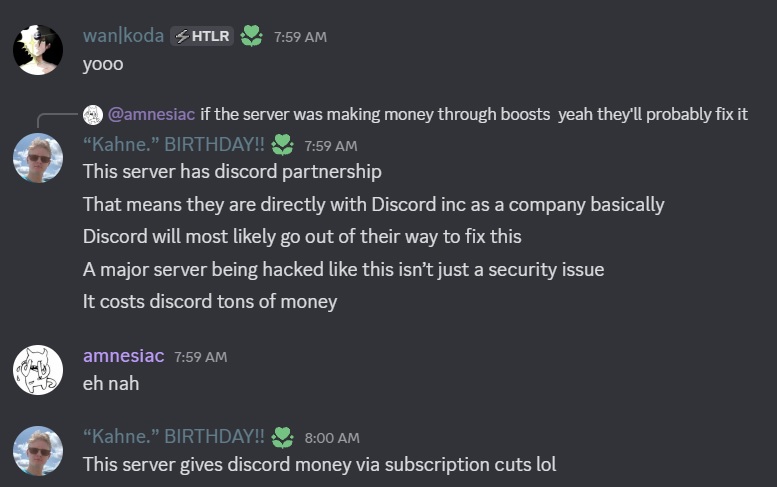 wan|koda HTLR 7:59 AM
yooo
@amnesiac if the server was making money through boosts yeah they'll probably fix it
“Kahne.” BIRTHDAY!! 7:59 AM
This server has discord partnership
That means they are directly with Discord inc as a company basically
Discord will most likely go out of their way to fix this
A major server being hacked like this isn’t just a security issue
It costs discord tons of money
amnesiac 7:59 AM
eh nah
“Kahne.” BIRTHDAY!! 8:00 AM
This server gives discord money via subscription cuts lol